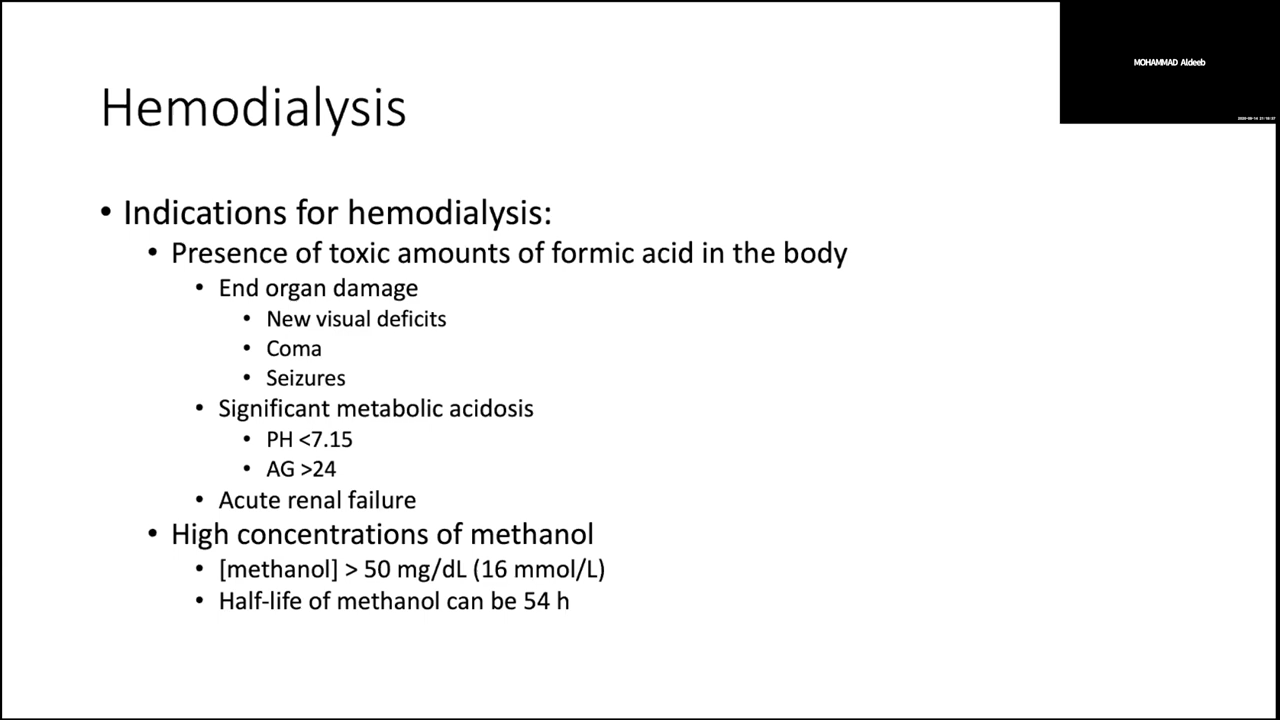 MOHAMMAD Aldeeb
Hemodialysis
• Indications for hemodialysis:
• Presence of toxic amounts of formic acid in the body
• End organ damage
• New visual deficits
• Coma
• Seizures
• Significant metabolic acidosis
• PH <7.15
• AG >24
• Acute renal failure
• High concentrations of methanol
• [methanol] > 50 mg/dL (16 mmol/L)
• Half-life of methanol can be 54 h